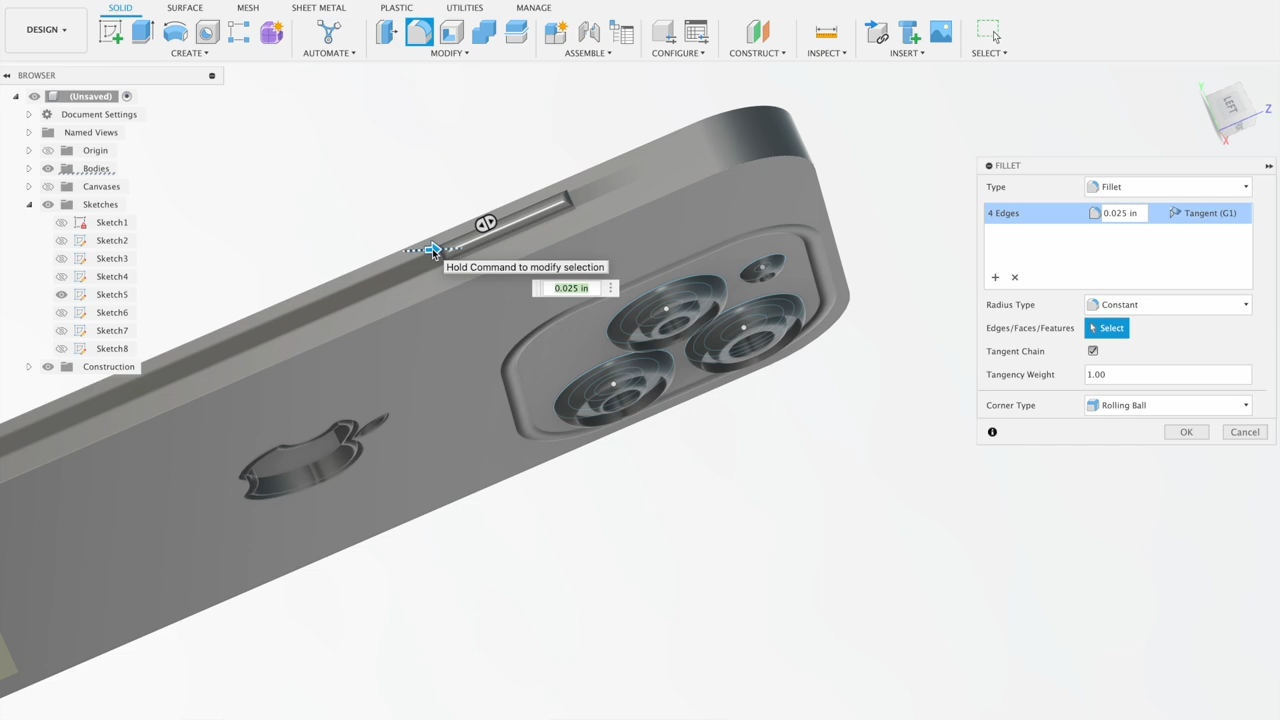 SOLID SURFACE MESH SHEET METAL PLASTIC UTILITIES MANAGE
DESIGN
CREATE AUTOMATE MODIFY ASSEMBLE CONFIGURE CONSTRUCT INSPECT INSERT SELECT
BROWSER
(Unsaved)
Document Settings
Named Views
Origin
Bodies
Canvases
Sketches
Sketch1
Sketch2
Sketch3
Sketch4
Sketch5
Sketch6
Sketch7
Sketch8
Construction
Hold Command to modify selection
0.025 in
Y
LEFT
Z
X
FILLET
Type Fillet
4 Edges 0.025 in Tangent (G1)
Radius Type Constant
Edges/Faces/Features Select
Tangent Chain
Tangency Weight 1.00
Corner Type Rolling Ball
OK Cancel